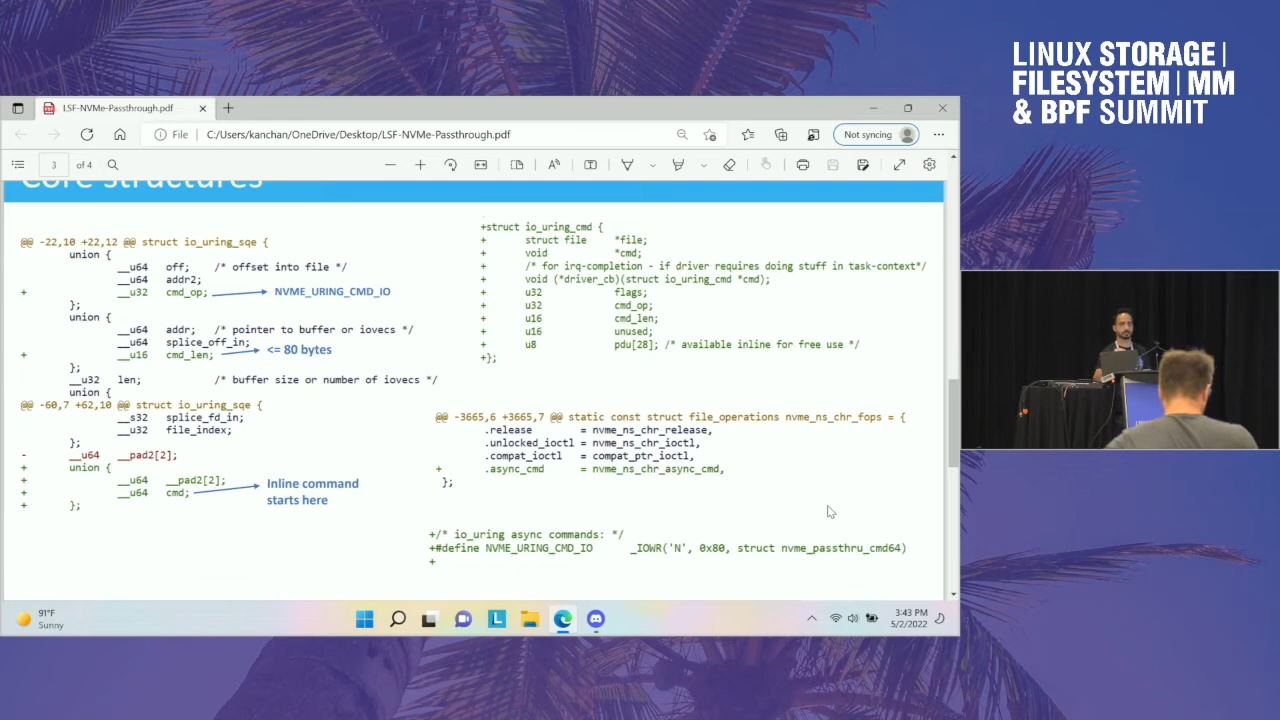 LINUX STORAGE |
FILESYSTEM | MM
& BPF SUMMIT
LSF-NVMe-Passthrough.pdf
File
C:/Users/kanchan/OneDrive/Desktop/LSF-NVMe-Passthrough.pdf
Not syncing
3 of 4
Core structures
@@ -22,10 +22,12 @@ struct io_uring_sqe {
union {
__u64 off; /* offset into file */
__u64 addr2;
+ __u32 cmd_op;
NVME_URING_CMD_IO
};
union {
__u64 addr; /* pointer to buffer or iovecs */
__u64 splice_off_in;
+ __u16 cmd_len;
<= 80 bytes
};
__u32 len; /* buffer size or number of iovecs */
union {
@@ -60,7 +62,10 @@ struct io_uring_sqe {
__s32 splice_fd_in;
__u32 file_index;
};
- __u64 __pad2[2];
+ union {
+ __u64 __pad2[2];
+ __u64 cmd;
+ };
Inline command
starts here
+struct io_uring_cmd {
+ struct file *file;
+ void *cmd;
+ /* for irq-completion - if driver requires doing stuff in task-context*/
+ void (*driver_cb)(struct io_uring_cmd *cmd);
+ u32 flags;
+ u32 cmd_op;
+ u16 cmd_len;
+ u16 unused;
+ u8 pdu[28]; /* available inline for free use */
+};
@@ -3665,6 +3665,7 @@ static const struct file_operations nvme_ns_chr_fops = {
.release = nvme_ns_chr_release,
.unlocked_ioctl = nvme_ns_chr_ioctl,
.compat_ioctl = compat_ptr_ioctl,
+ .async_cmd = nvme_ns_chr_async_cmd,
};
+/* io_uring async commands: */
+#define NVME_URING_CMD_IO _IOWR('N', 0x80, struct nvme_passthru_cmd64)
+
91°F
Sunny
3:43 PM
5/2/2022